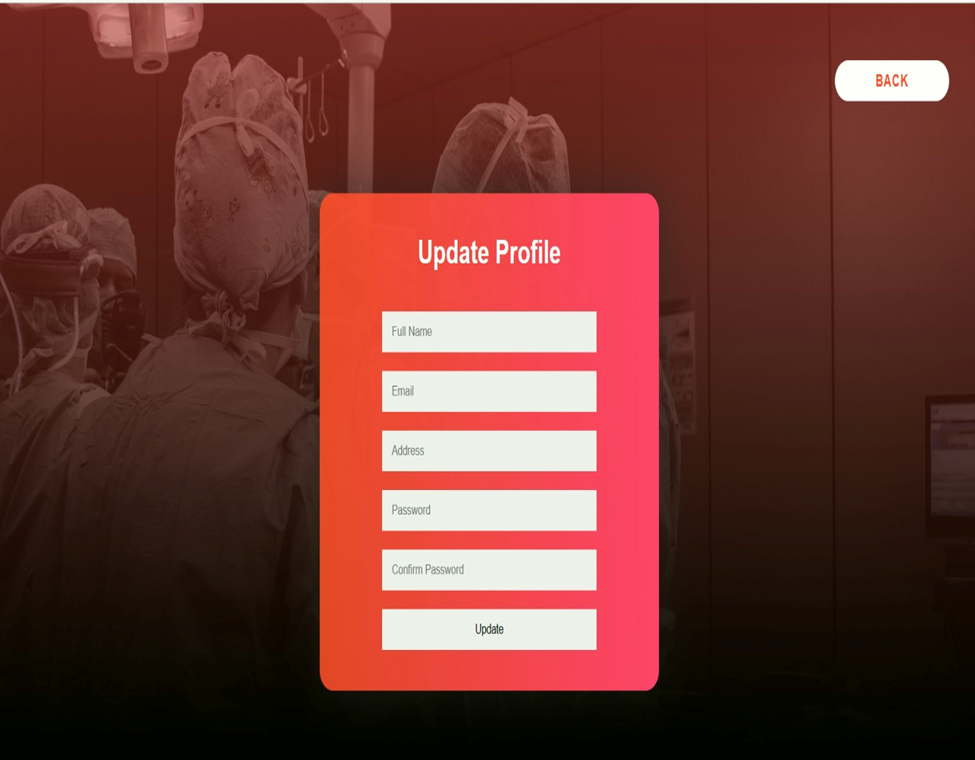 BACK
Update Profile
Full Name
Email
Address
Password
Confirm Password
Update